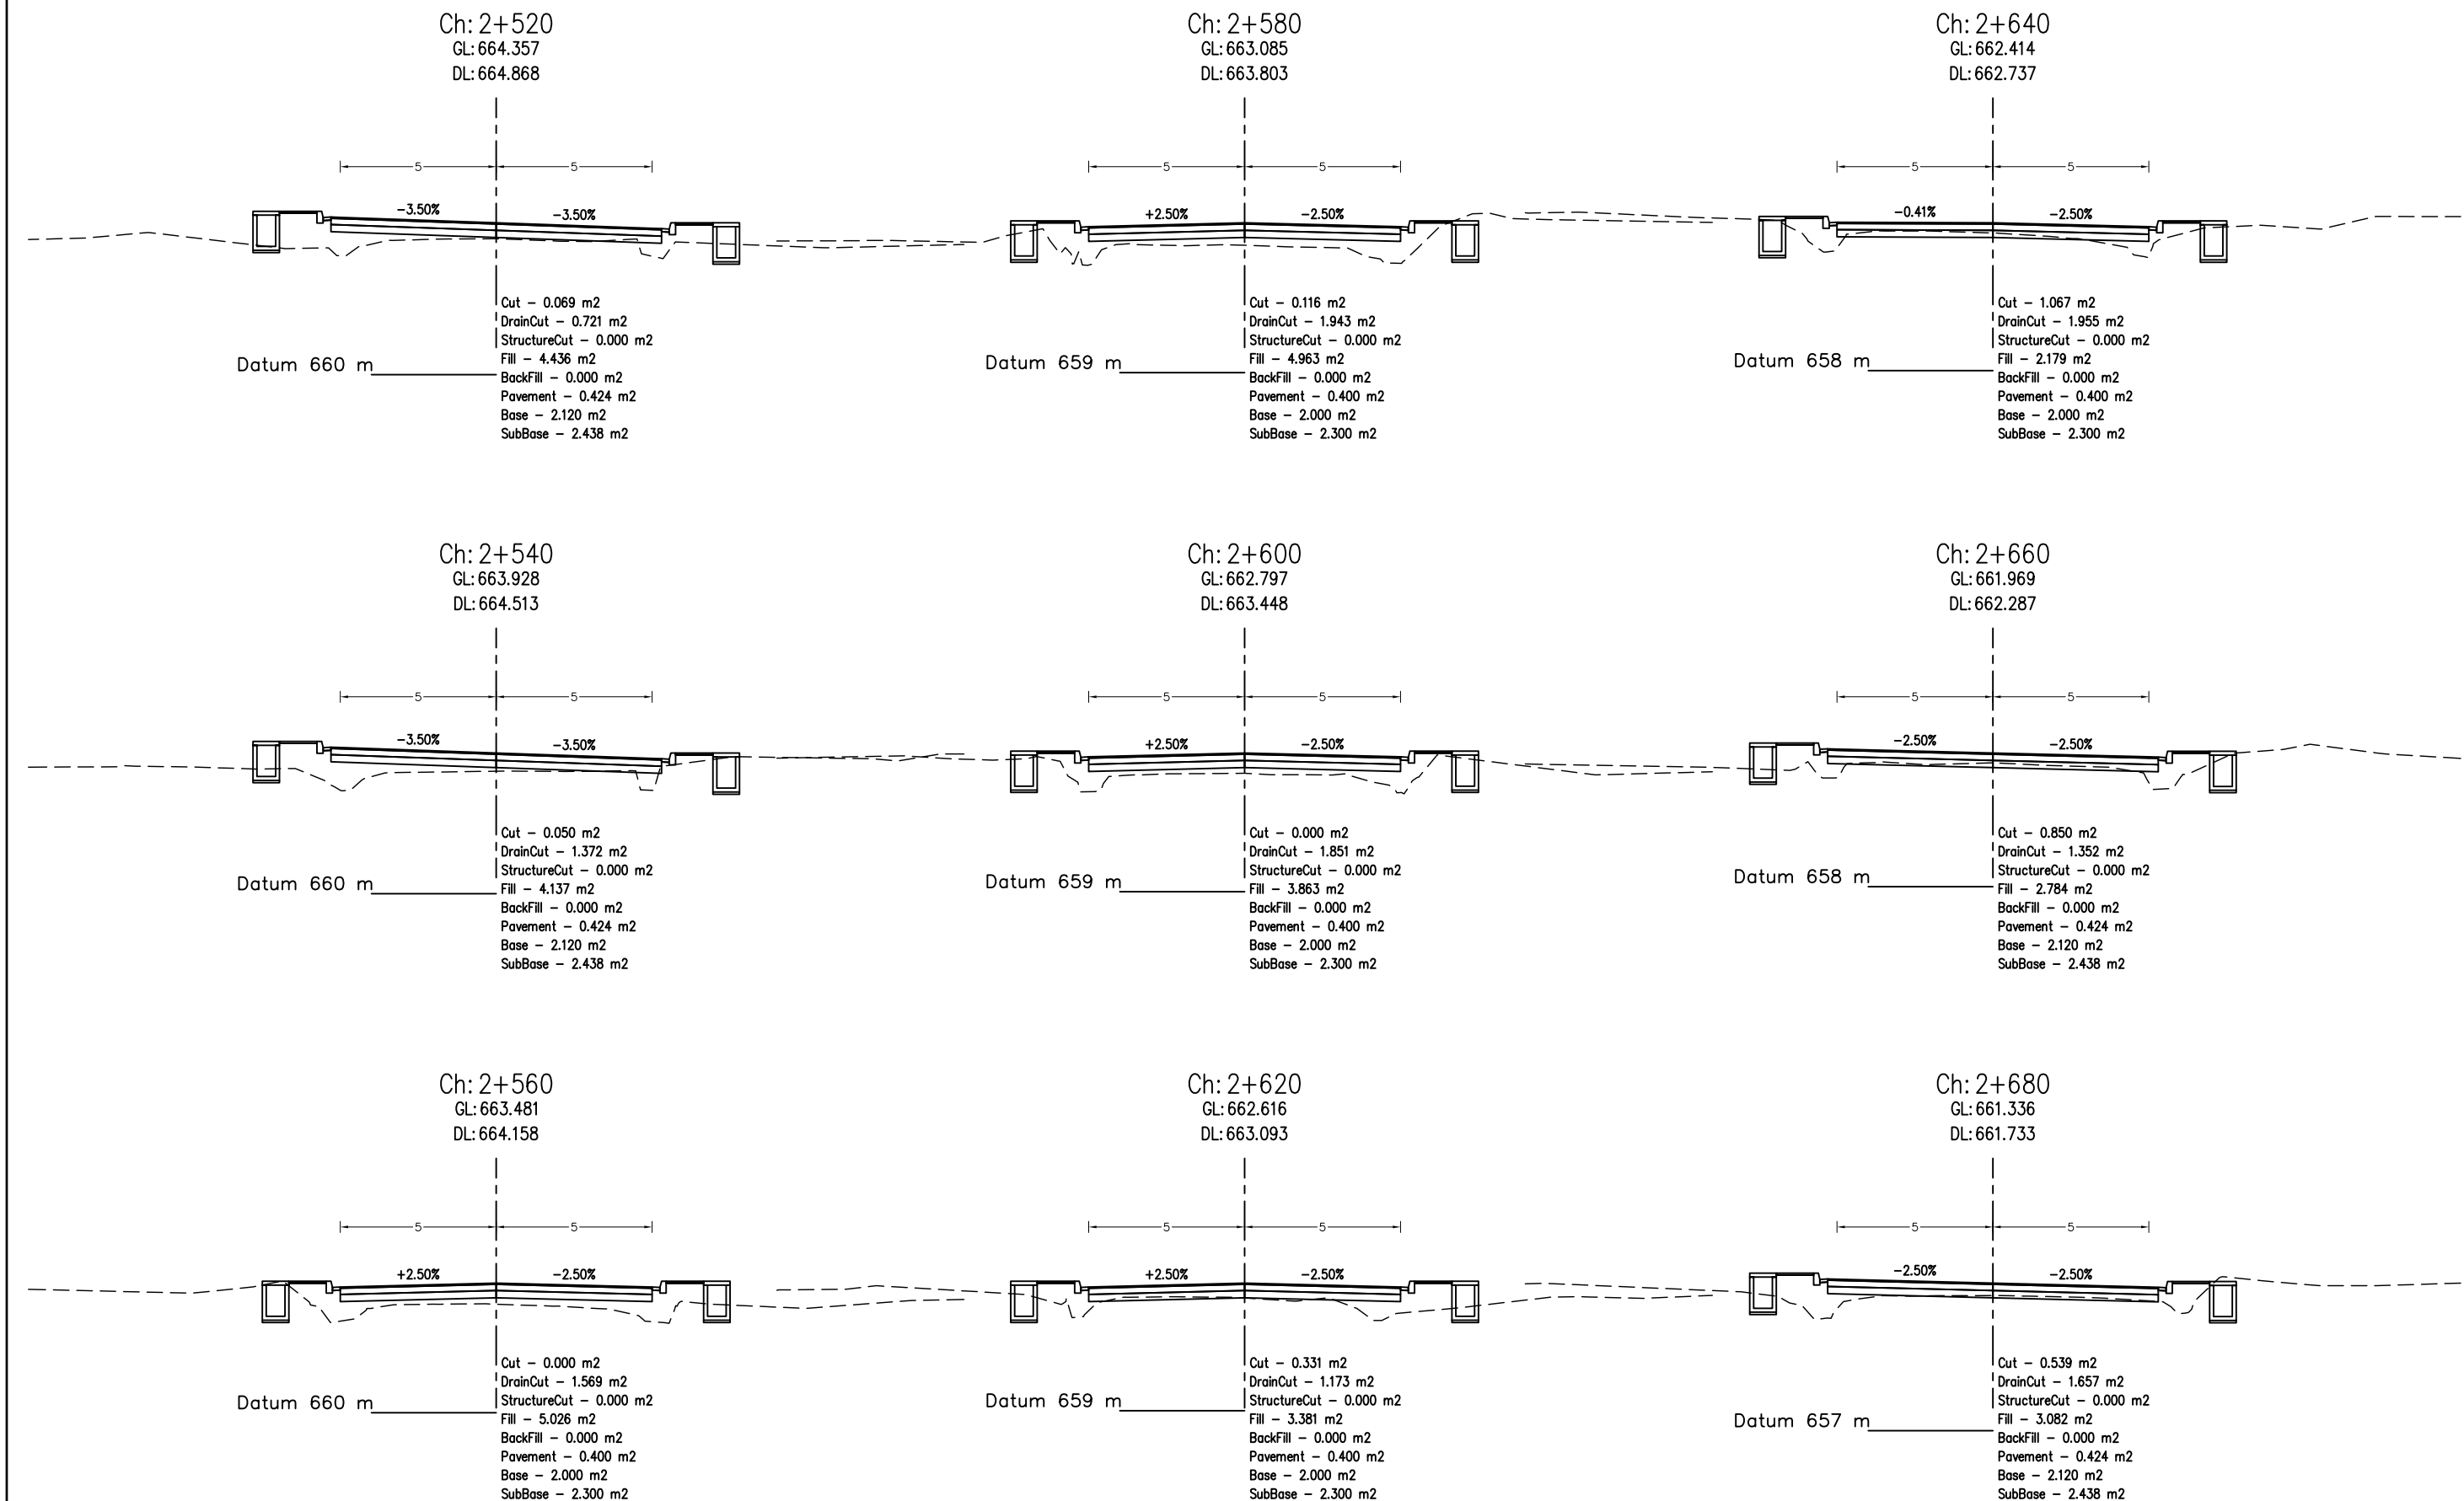 Ch: 2+520
GL: 664.357
DL: 664.868
5 5
-3.50% -3.50%
Cut - 0.069 m2
DrainCut - 0.721 m2
StructureCut - 0.000 m2
Datum 660 m
Fill - 4.436 m2
BackFill - 0.000 m2
Pavement - 0.424 m2
Base - 2.120 m2
SubBase - 2.438 m2
Ch: 2+580
GL: 663.085
DL: 663.803
5 5
+2.50% -2.50%
Cut - 0.116 m2
DrainCut - 1.943 m2
StructureCut - 0.000 m2
Datum 659 m
Fill - 4.963 m2
BackFill - 0.000 m2
Pavement - 0.400 m2
Base - 2.000 m2
SubBase - 2.300 m2
Ch: 2+640
GL: 662.414
DL: 662.737
5 5
-0.41% -2.50%
Cut - 1.067 m2
DrainCut - 1.955 m2
StructureCut - 0.000 m2
Datum 658 m
Fill - 2.179 m2
BackFill - 0.000 m2
Pavement - 0.400 m2
Base - 2.000 m2
SubBase - 2.300 m2
Ch: 2+540
GL: 663.928
DL: 664.513
5 5
-3.50% -3.50%
Cut - 0.050 m2
DrainCut - 1.372 m2
StructureCut - 0.000 m2
Datum 660 m
Fill - 4.137 m2
BackFill - 0.000 m2
Pavement - 0.424 m2
Base - 2.120 m2
SubBase - 2.438 m2
Ch: 2+600
GL: 662.797
DL: 663.448
5 5
+2.50% -2.50%
Cut - 0.000 m2
DrainCut - 1.851 m2
StructureCut - 0.000 m2
Datum 659 m
Fill - 3.863 m2
BackFill - 0.000 m2
Pavement - 0.400 m2
Base - 2.000 m2
SubBase - 2.300 m2
Ch: 2+660
GL: 661.969
DL: 662.287
5 5
-2.50% -2.50%
Cut - 0.850 m2
DrainCut - 1.352 m2
StructureCut - 0.000 m2
Datum 658 m
Fill - 2.784 m2
BackFill - 0.000 m2
Pavement - 0.424 m2
Base - 2.120 m2
SubBase - 2.438 m2
Ch: 2+560
GL: 663.481
DL: 664.158
5 5
+2.50% -2.50%
Cut - 0.000 m2
DrainCut - 1.569 m2
StructureCut - 0.000 m2
Datum 660 m
Fill - 5.026 m2
BackFill - 0.000 m2
Pavement - 0.400 m2
Base - 2.000 m2
SubBase - 2.300 m2
Ch: 2+620
GL: 662.616
DL: 663.093
5 5
+2.50% -2.50%
Cut - 0.331 m2
DrainCut - 1.173 m2
StructureCut - 0.000 m2
Datum 659 m
Fill - 3.381 m2
BackFill - 0.000 m2
Pavement - 0.400 m2
Base - 2.000 m2
SubBase - 2.300 m2
Ch: 2+680
GL: 661.336
DL: 661.733
5 5
-2.50% -2.50%
Cut - 0.539 m2
DrainCut - 1.657 m2
StructureCut - 0.000 m2
Datum 657 m
Fill - 3.082 m2
BackFill - 0.000 m2
Pavement - 0.424 m2
Base - 2.120 m2
SubBase - 2.438 m2